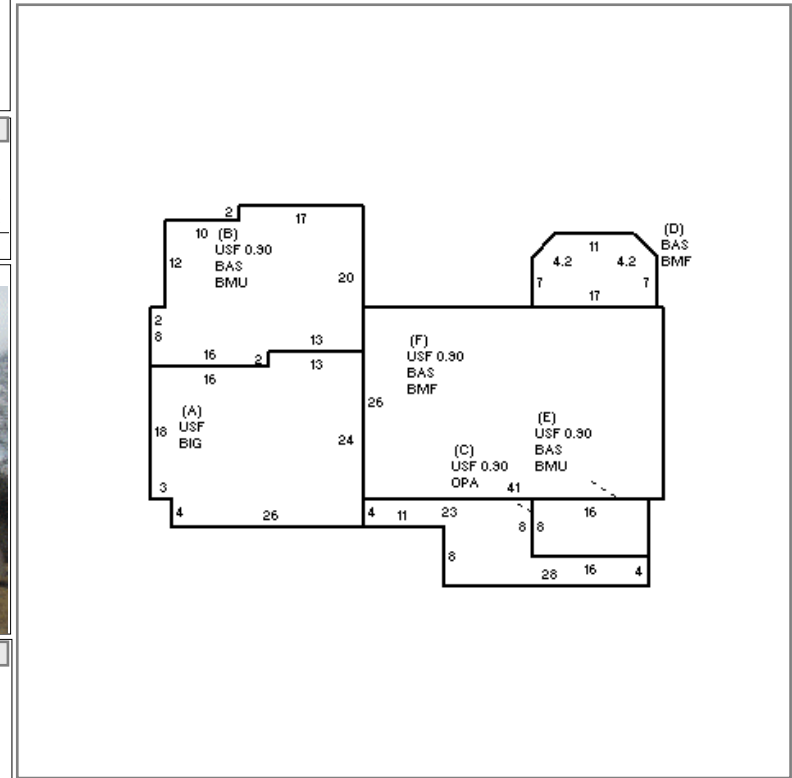 2
17
10 (B)
USF 0.90
BAS
BMU
12
20
2
8
16
2
13
16
13
(A)
USF
BIG
18
24
3
4
26
(D)
BAS
BMF
11
4.2
4.2
7
7
17
(F)
USF 0.90
BAS
BMF
26
(E)
USF 0.90
BAS
BMU
(C)
USF 0.90
OPA
41
4
11
23
8
8
16
8
28
16
4